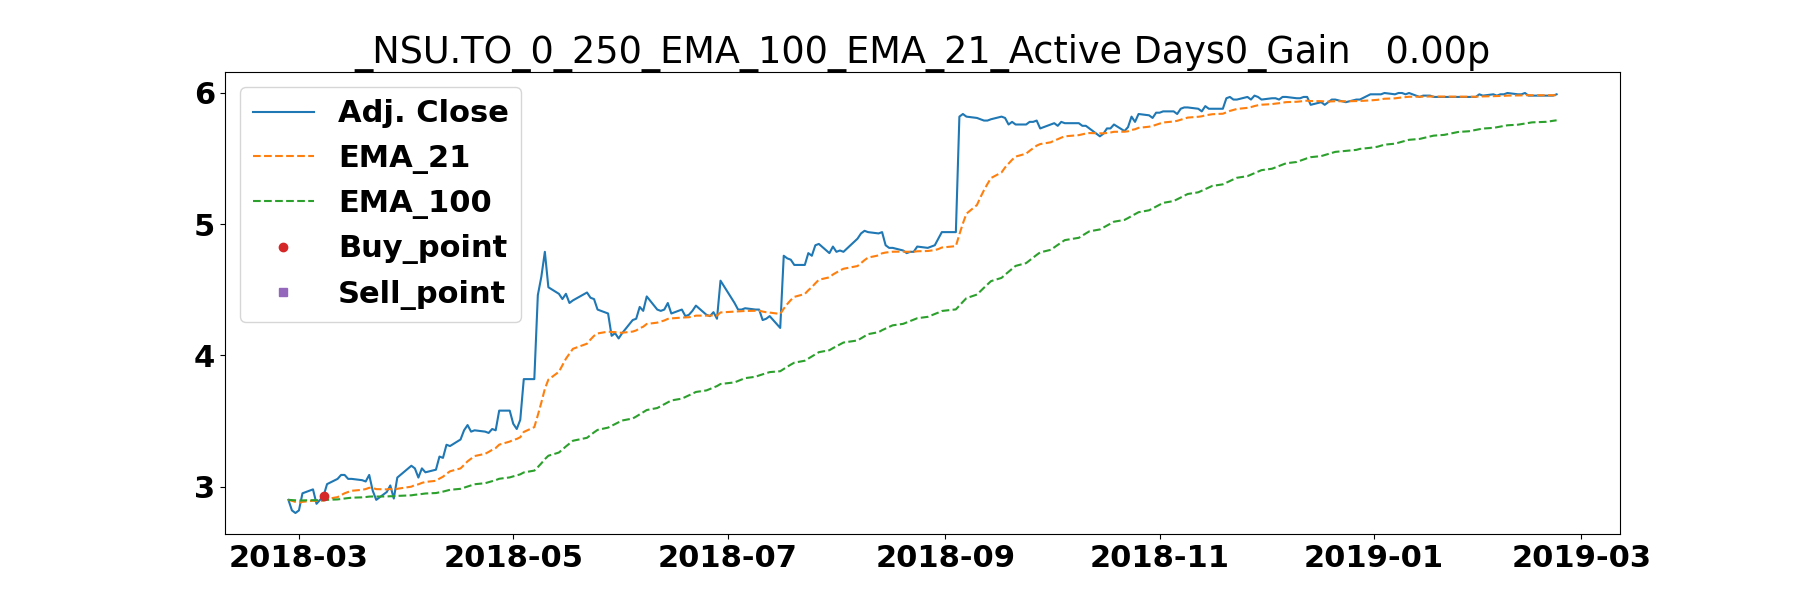 _NSU.TO_0_250_EMA_100_EMA_21_Active Days0_Gain   0.00p
6
5
4
3
Adj. Close
EMA_21
EMA_100
Buy_point
Sell_point
2018-03 2018-05 2018-07 2018-09 2018-11 2019-01 2019-03